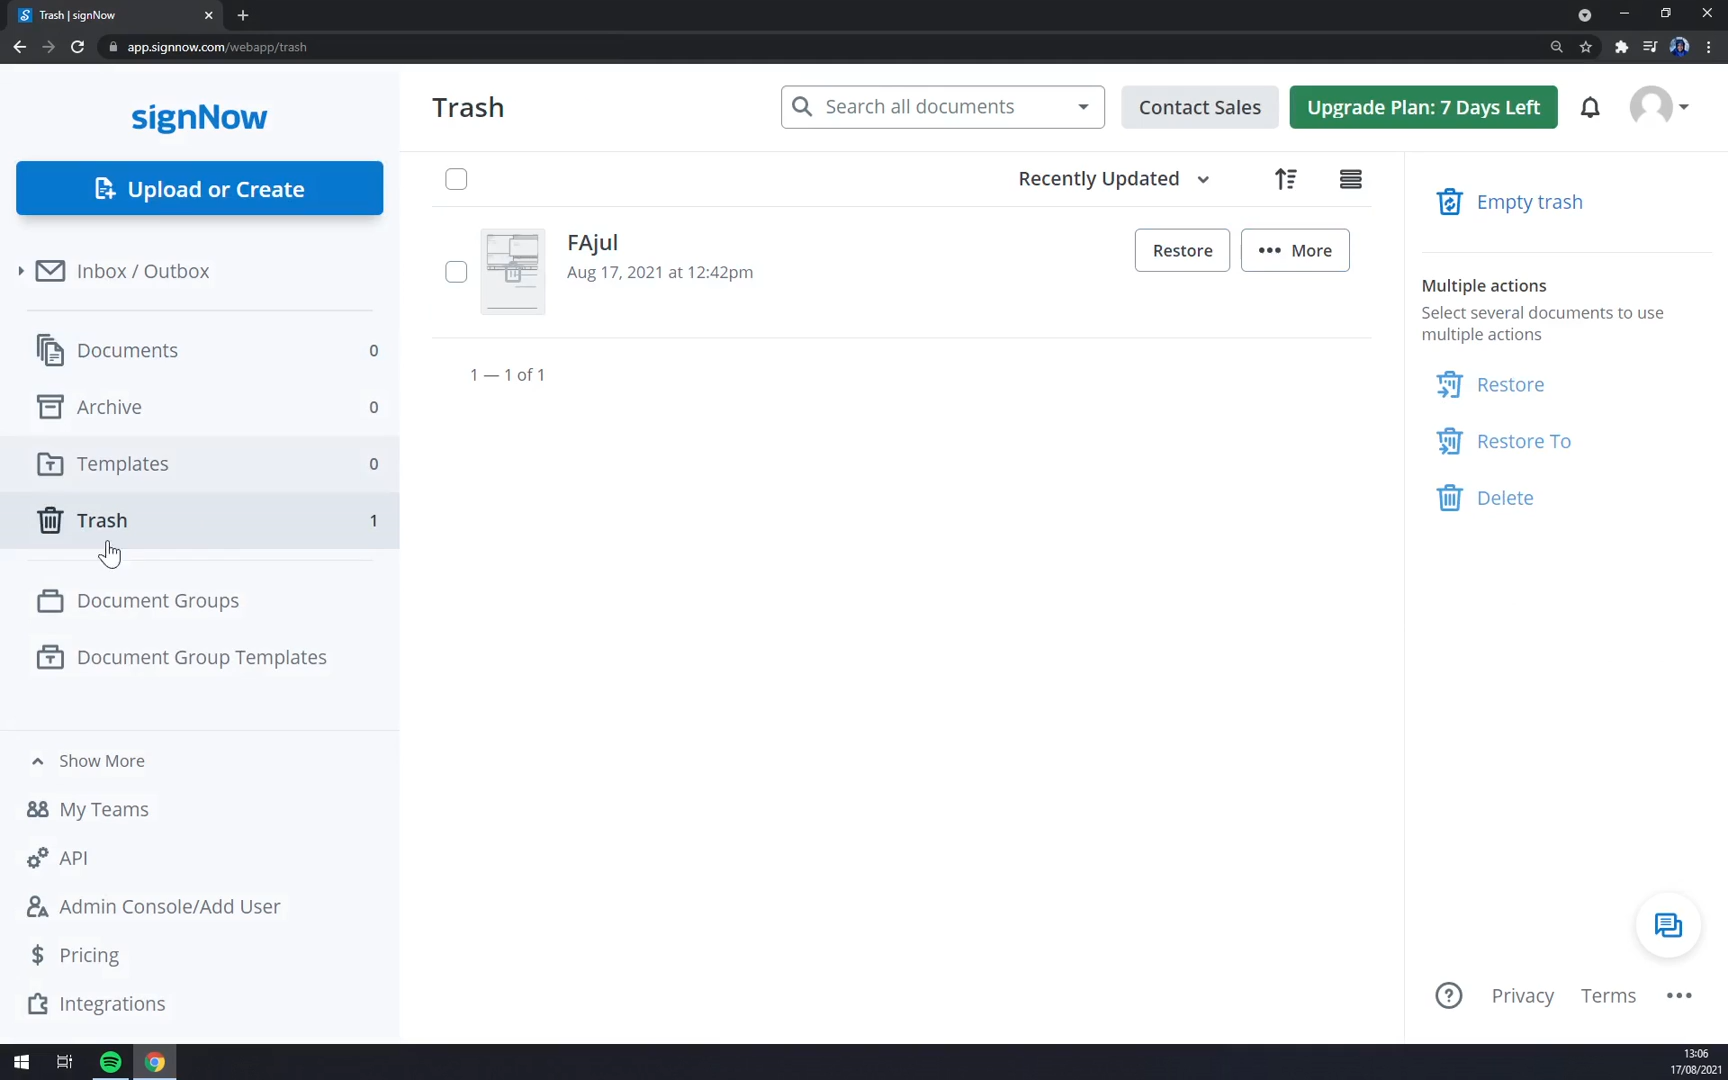 Trash | signNow
app.signnow.com/webapp/trash
signNow
Upload or Create
Inbox / Outbox
Documents 0
Archive 0
Templates 0
Trash 1
Document Groups
Document Group Templates
Show More
My Teams
API
Admin Console/Add User
Pricing
Integrations
Trash
Search all documents
Contact Sales
Upgrade Plan: 7 Days Left
Recently Updated
FAjul
Aug 17, 2021 at 12:42pm
Restore
More
1 — 1 of 1
Empty trash
Multiple actions
Select several documents to use
multiple actions
Restore
Restore To
Delete
Privacy
Terms
13:06
17/08/2021